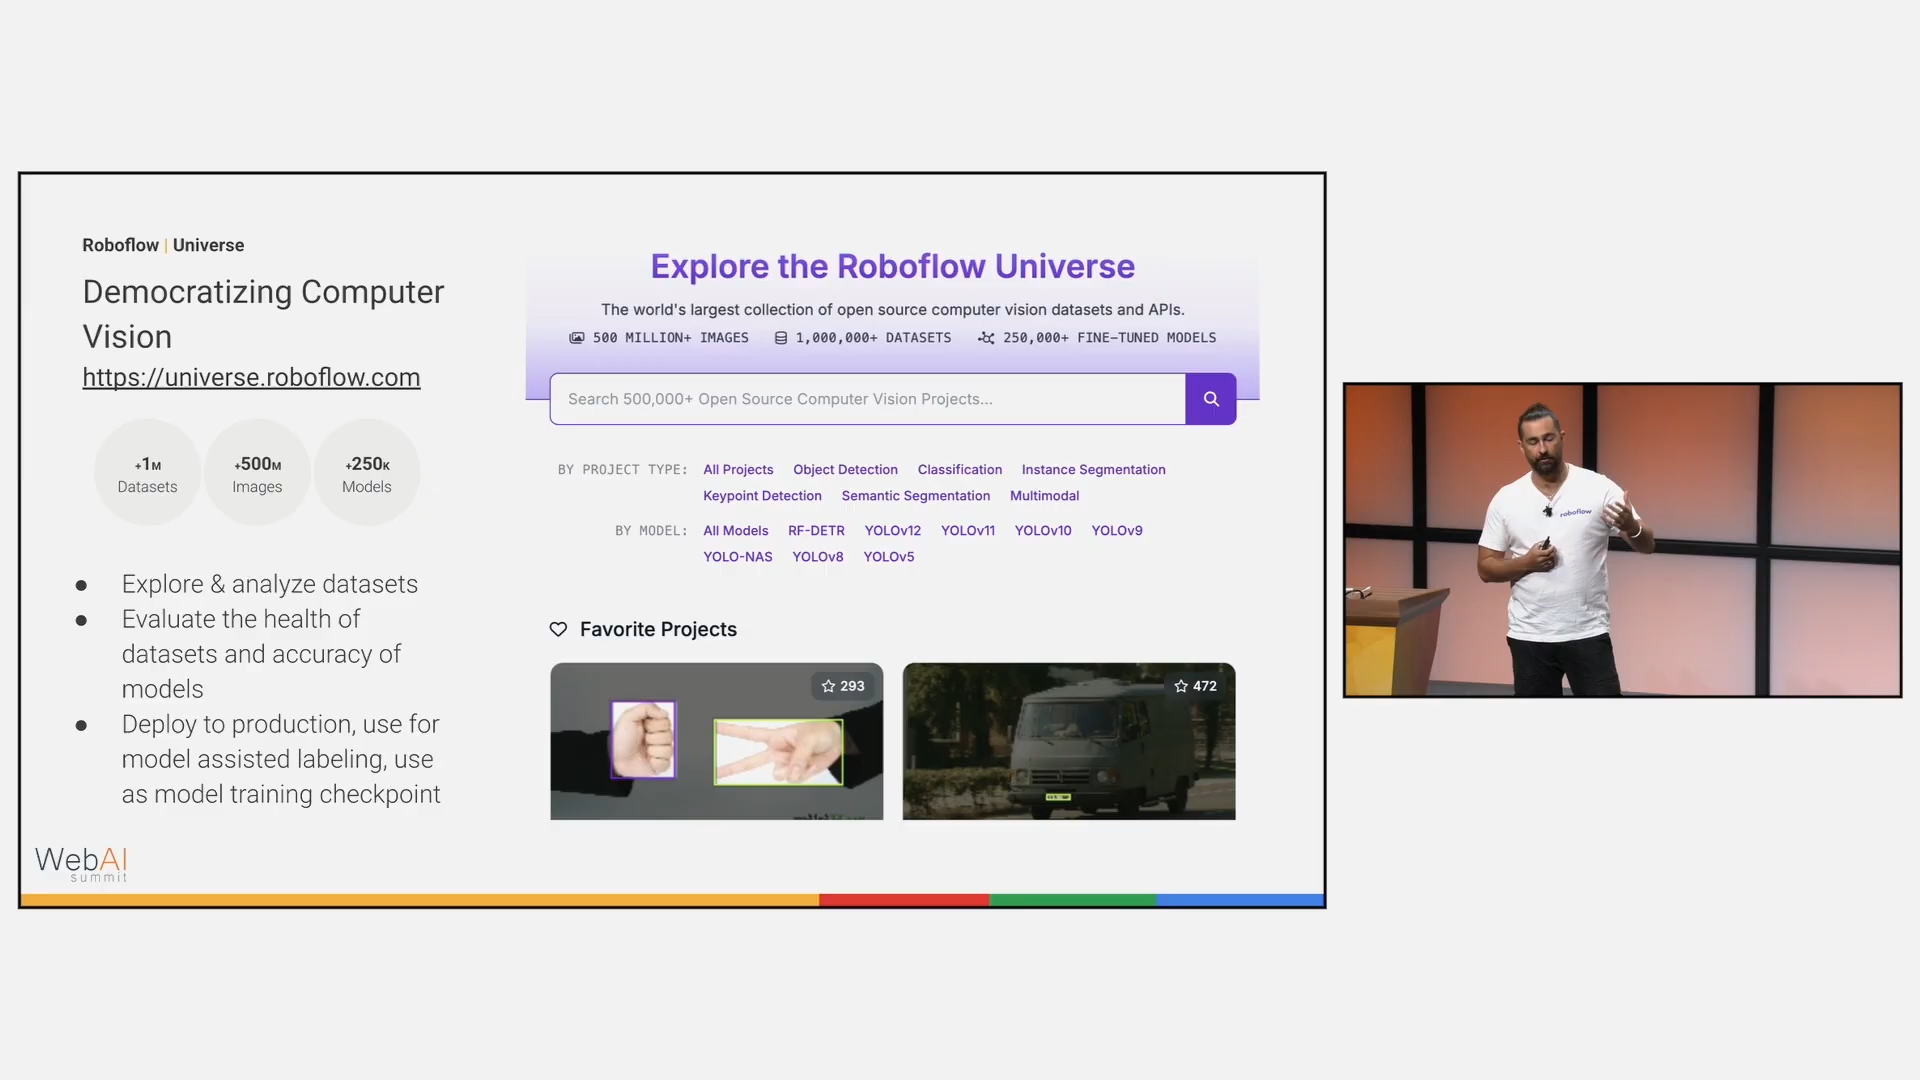 Roboflow | Universe
Democratizing Computer
Vision
https://universe.roboflow.com
+1M
Datasets
+500M
Images
+250K
Models
● Explore & analyze datasets
● Evaluate the health of
datasets and accuracy of
models
● Deploy to production, use for
model assisted labeling, use
as model training checkpoint
WebAI
summit
Explore the Roboflow Universe
The world's largest collection of open source computer vision datasets and APIs.
500 MILLION+ IMAGES 1,000,000+ DATASETS 250,000+ FINE-TUNED MODELS
Search 500,000+ Open Source Computer Vision Projects...
BY PROJECT TYPE: All Projects Object Detection Classification Instance Segmentation
Keypoint Detection Semantic Segmentation Multimodal
BY MODEL: All Models RF-DETR YOLOv12 YOLOv11 YOLOv10 YOLOv9
YOLO-NAS YOLOv8 YOLOv5
Favorite Projects
293
472
roboflow